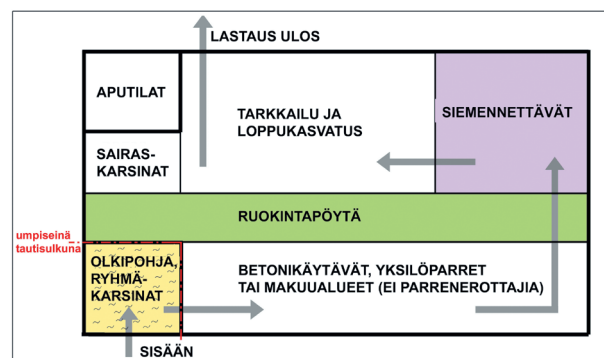 LASTAUS ULOS
APUTILAT
TARKKAILU JA
LOPPUKASVATUS
SIEMENNETTÄVÄT
SAIRAS-
KARSINAT
RUOKINTAPÖYTÄ
umpiseinä
tautisulkuna
OLKIPOHJA,
RYHMÄ-
KARSINAT
BETONIKÄYTÄVÄT, YKSILÖPARRET
TAI MAKUUALUEET (EI PARRENEROTTAJIA)
SISÄÄN